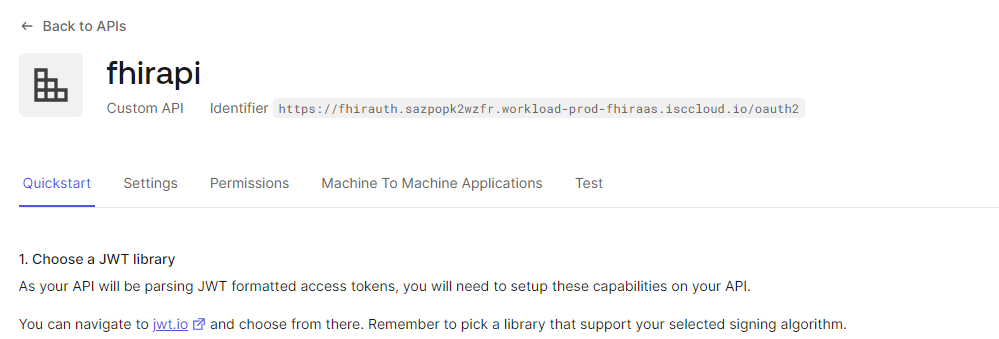 ← Back to APIs
fhirapi
Custom API Identifier https://fhirauth.sazpopk2wzfr.workload-prod-fhiraas.isccloud.io/oauth2
Quickstart Settings Permissions Machine To Machine Applications Test
1. Choose a JWT library
As your API will be parsing JWT formatted access tokens, you will need to setup these capabilities on your API.
You can navigate to jwt.io and choose from there. Remember to pick a library that support your selected signing algorithm.